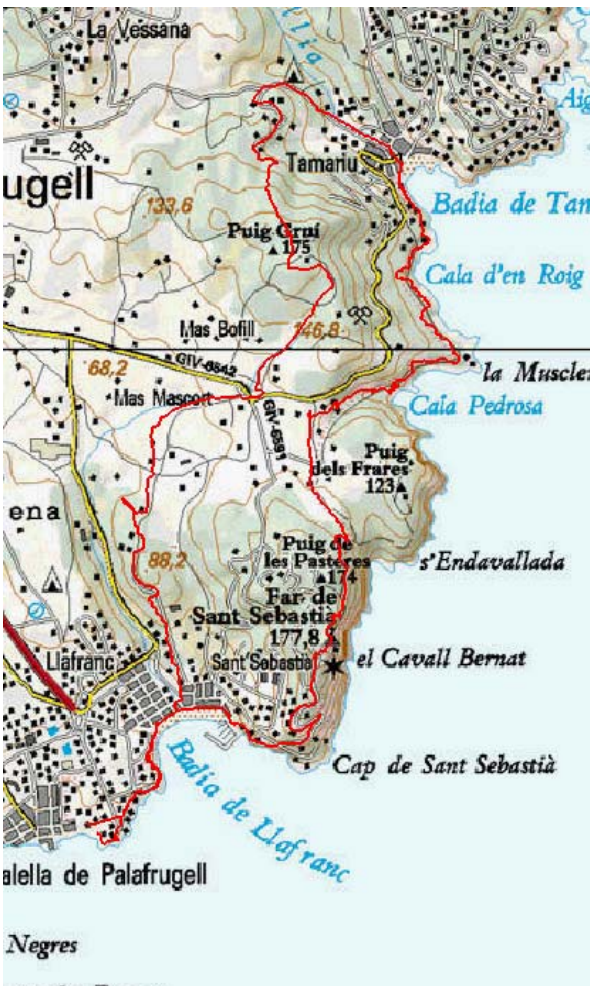 La Vessana
Aig
Tamariu
ugell
133,6
Badia de Tam
Puig Gruí
175
Cala d'en Roig
Mas Bofill
146,8
GIV-6542
68,2
la Muscler
Mas Mascort
Cala Pedrosa
GIV-6591
Puig
dels Frares
123
ena
Puig de
les Pasteres
174
s'Endavallada
88,2
Far de
Sant Sebastià
177,8
Llafranc
Sant Sebastià
el Cavall Bernat
Cap de Sant Sebastià
Badia de Llafranc
alella de Palafrugell
Negres